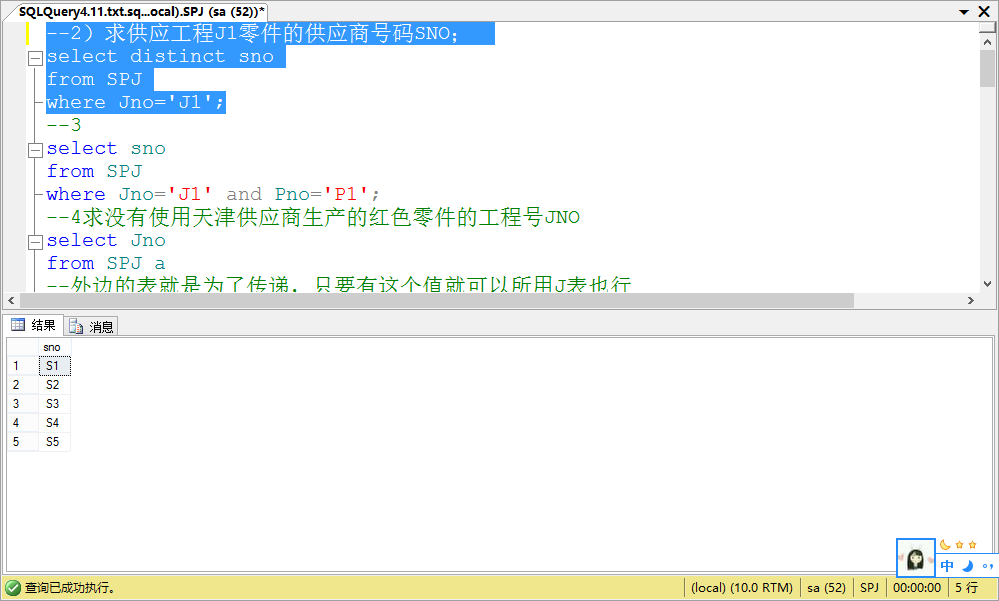 SQLQuery4.11.txt.sq...ocal).SPJ (sa (52))*
--2）求供应工程J1零件的供应商号码SNO；
select distinct sno
from SPJ
where Jno='J1';
--3
select sno
from SPJ
where Jno='J1' and Pno='P1';
--4求没有使用天津供应商生产的红色零件的工程号JNO
select Jno
from SPJ a
--外边的表就是为了传递，只要有这个值就可以所用J表也行
结果 消息
sno
1 S1
2 S2
3 S3
4 S4
5 S5
中
查询已成功执行。 (local) (10.0 RTM) sa (52) SPJ 00:00:00 5 行